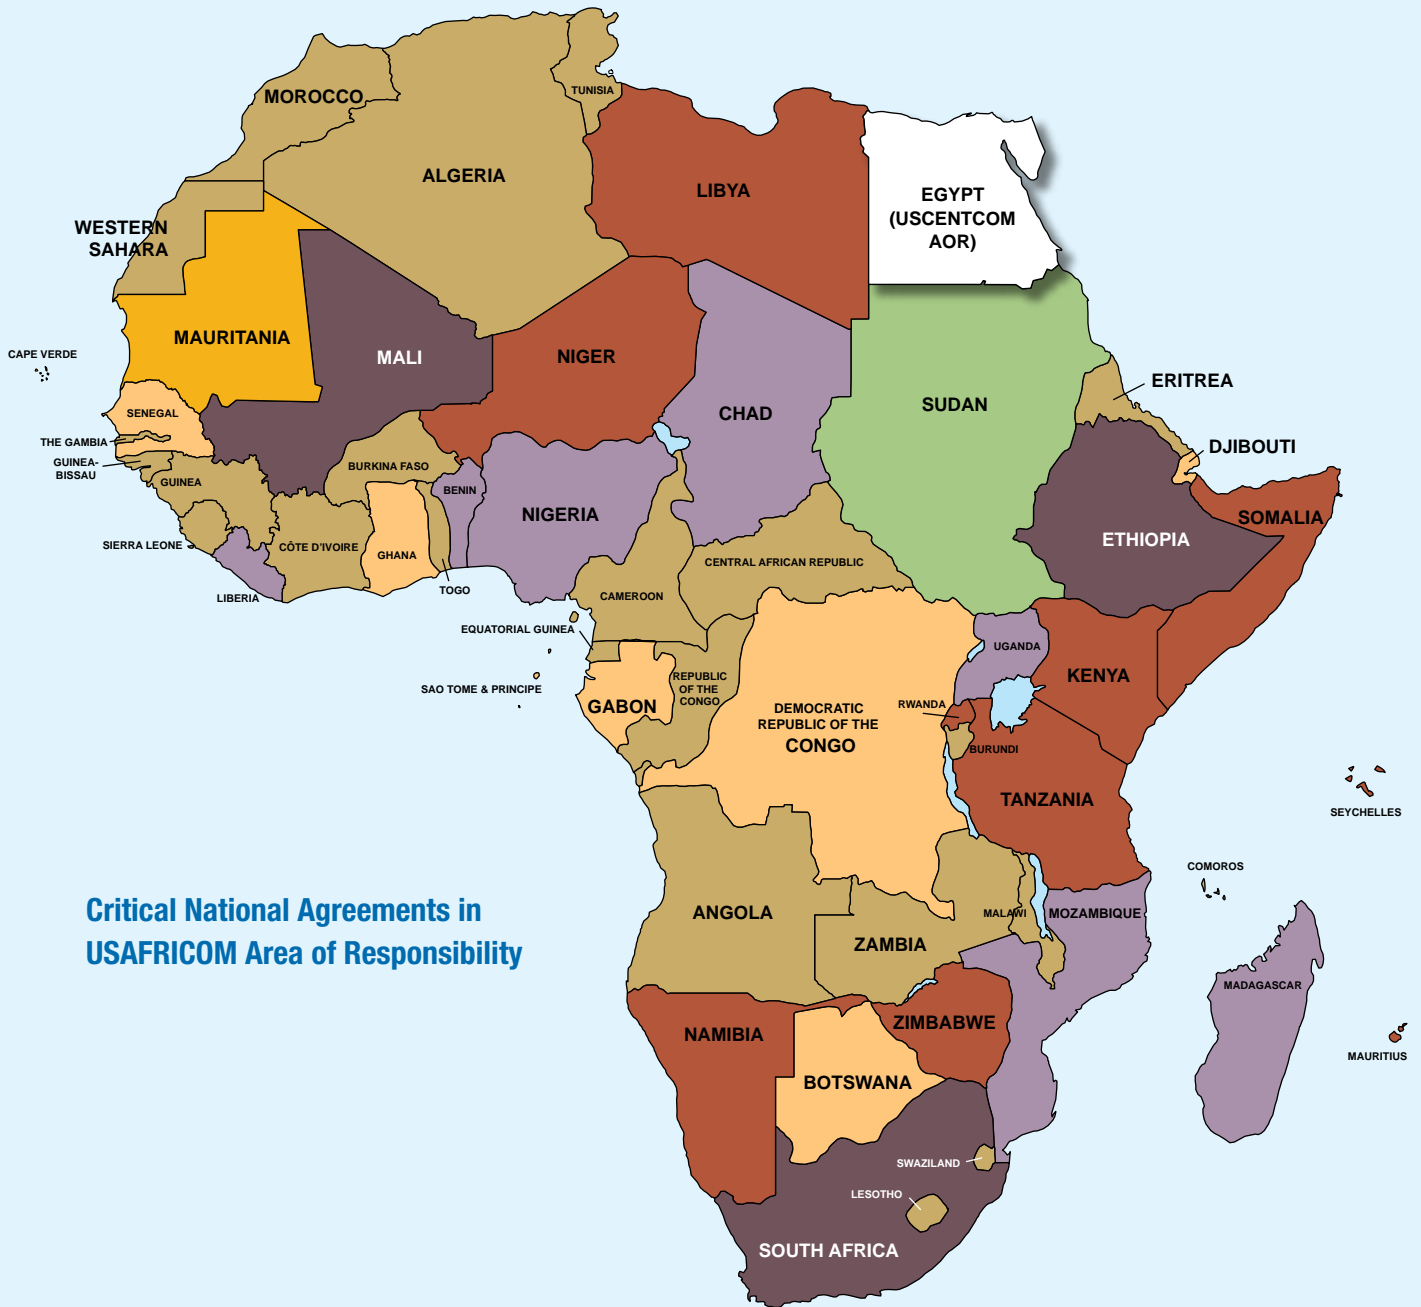 TUNISIA
MOROCCO
ALGERIA
LIBYA
EGYPT
(USCENTCOM
AOR)
WESTERN
SAHARA
MAURITANIA
MALI
NIGER
CHAD
SUDAN
ERITREA
CAPE VERDE
SENEGAL
THE GAMBIA
GUINEA-
BISSAU
GUINEA
BURKINA FASO
BENIN
NIGERIA
DJIBOUTI
SOMALIA
ETHIOPIA
SIERRA LEONE
CÔTE D'IVOIRE
GHANA
LIBERIA
TOGO
CENTRAL AFRICAN REPUBLIC
CAMEROON
EQUATORIAL GUINEA
UGANDA
KENYA
SAO TOME & PRINCIPE
GABON
REPUBLIC
OF THE
CONGO
DEMOCRATIC
REPUBLIC OF THE
CONGO
RWANDA
BURUNDI
TANZANIA
SEYCHELLES
COMOROS
Critical National Agreements in
USAFRICOM Area of Responsibility
ANGOLA
ZAMBIA
MALAWI
MOZAMBIQUE
MADAGASCAR
NAMIBIA
ZIMBABWE
MAURITIUS
BOTSWANA
SWAZILAND
LESOTHO
SOUTH AFRICA